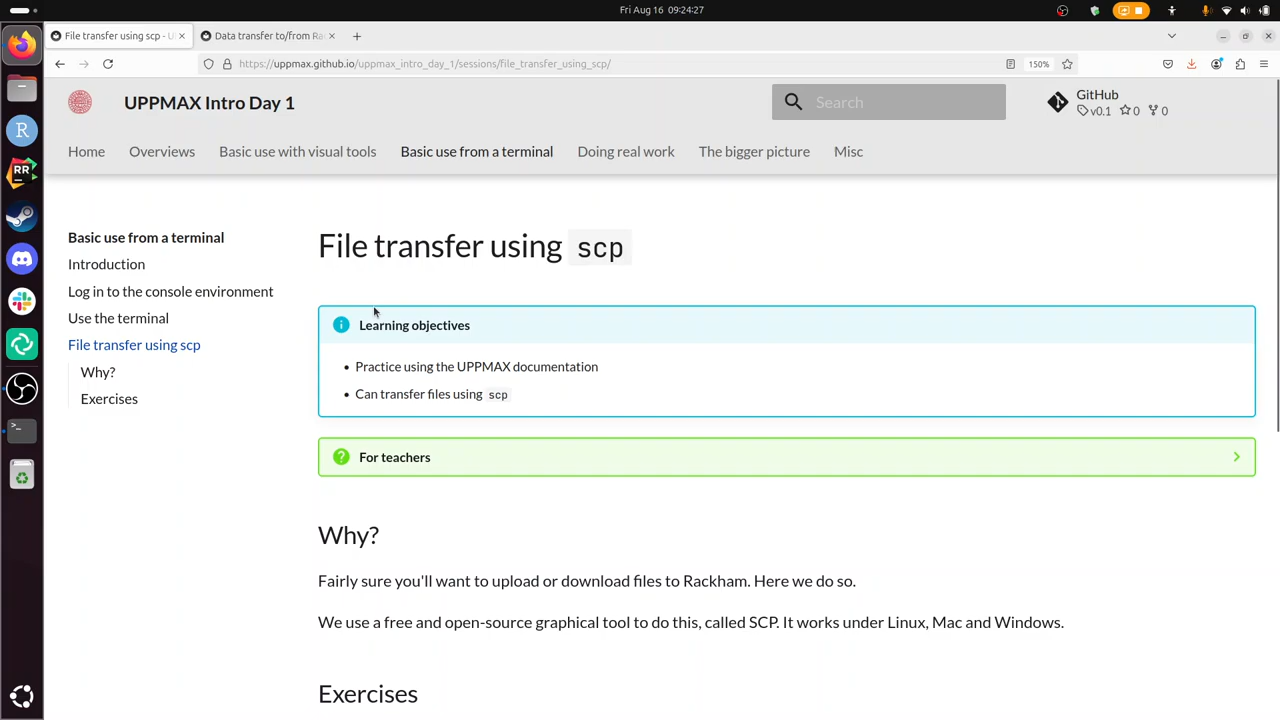 Fri Aug 16 09:24:27
File transfer using scp - U
Data transfer to/from Ra
https://uppmax.github.io/uppmax_intro_day_1/sessions/file_transfer_using_scp/
150%
UPPMAX Intro Day 1
Search
GitHub
v0.1 0 0
Home Overviews Basic use with visual tools Basic use from a terminal Doing real work The bigger picture Misc
Basic use from a terminal
Introduction
Log in to the console environment
Use the terminal
File transfer using scp
Why?
Exercises
File transfer using scp
Learning objectives
• Practice using the UPPMAX documentation
• Can transfer files using scp
For teachers
Why?
Fairly sure you'll want to upload or download files to Rackham. Here we do so.
We use a free and open-source graphical tool to do this, called SCP. It works under Linux, Mac and Windows.
Exercises